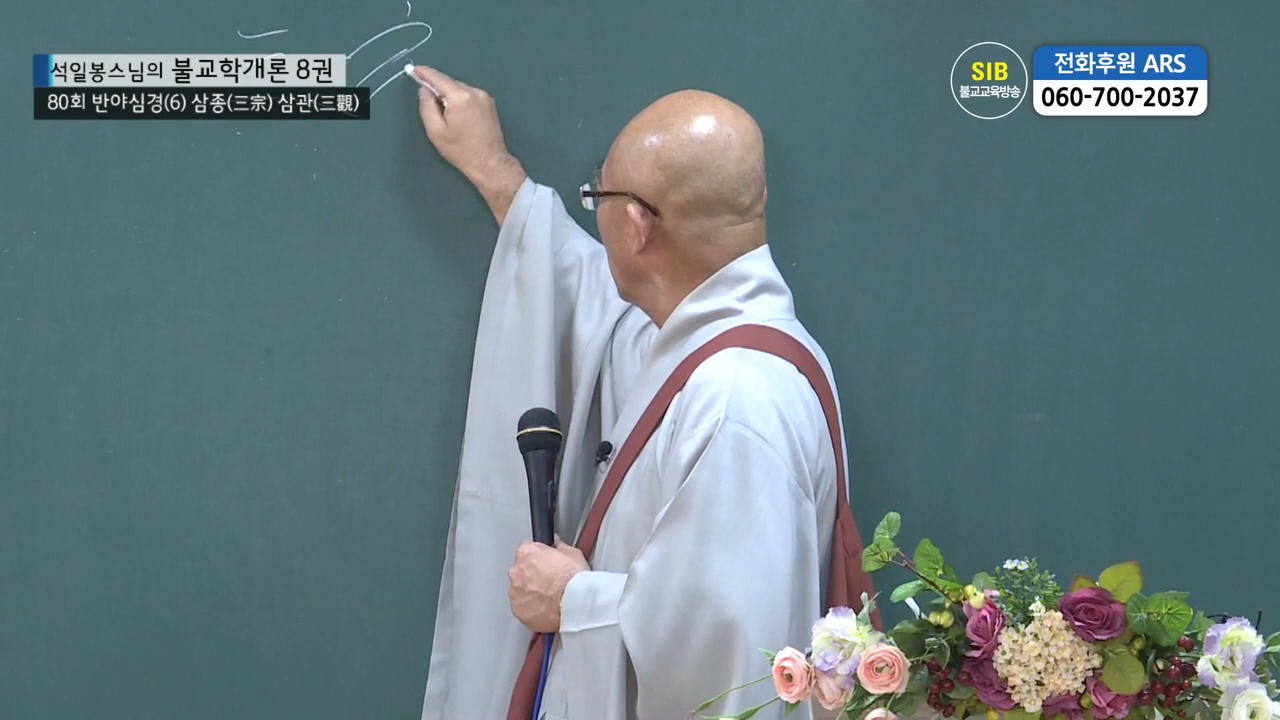 석일봉스님의 불교학개론 8권
80회 반야심경(6) 삼종(三宗) 삼관(三觀)
SIB
불교교육방송
전화후원 ARS
060-700-2037